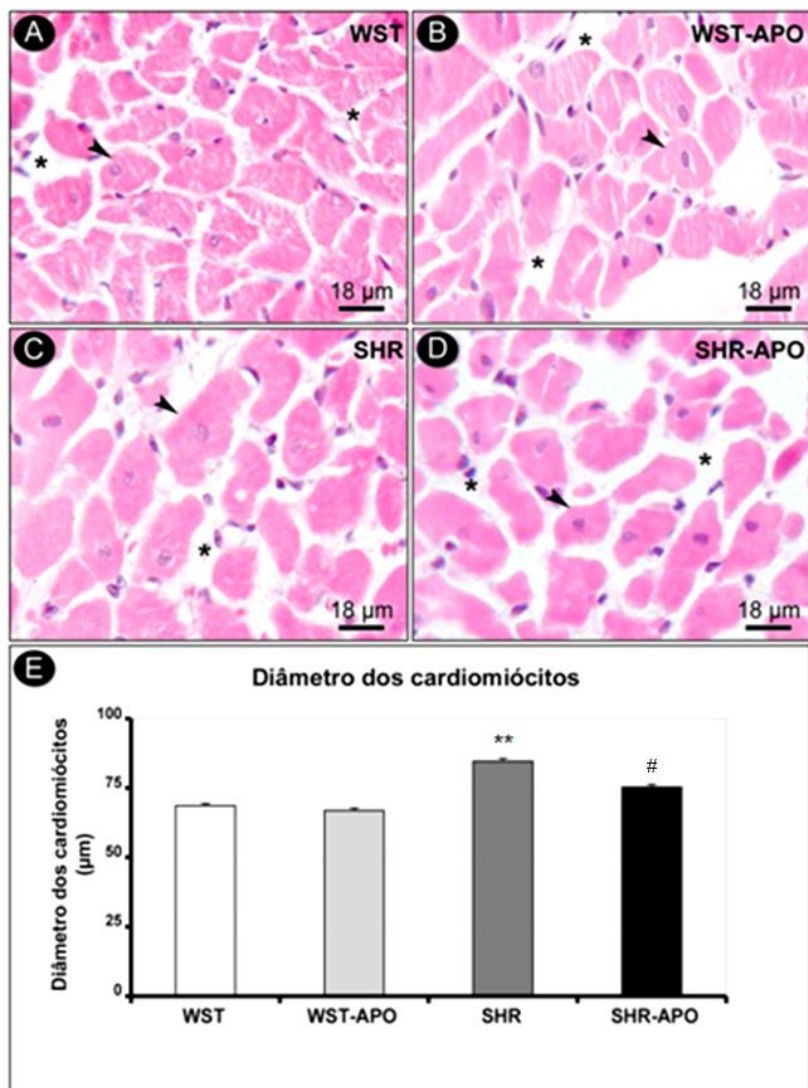 A WST
*
*
18 µm
B WST-APO
*
*
18 µm
C SHR
*
18 µm
D SHR-APO
*
*
18 µm
E
Diâmetro dos cardiomiócitos
Diâmetro dos cardiomiócitos
(µm)
100
75
50
25
0
**
#
WST WST-APO SHR SHR-APO